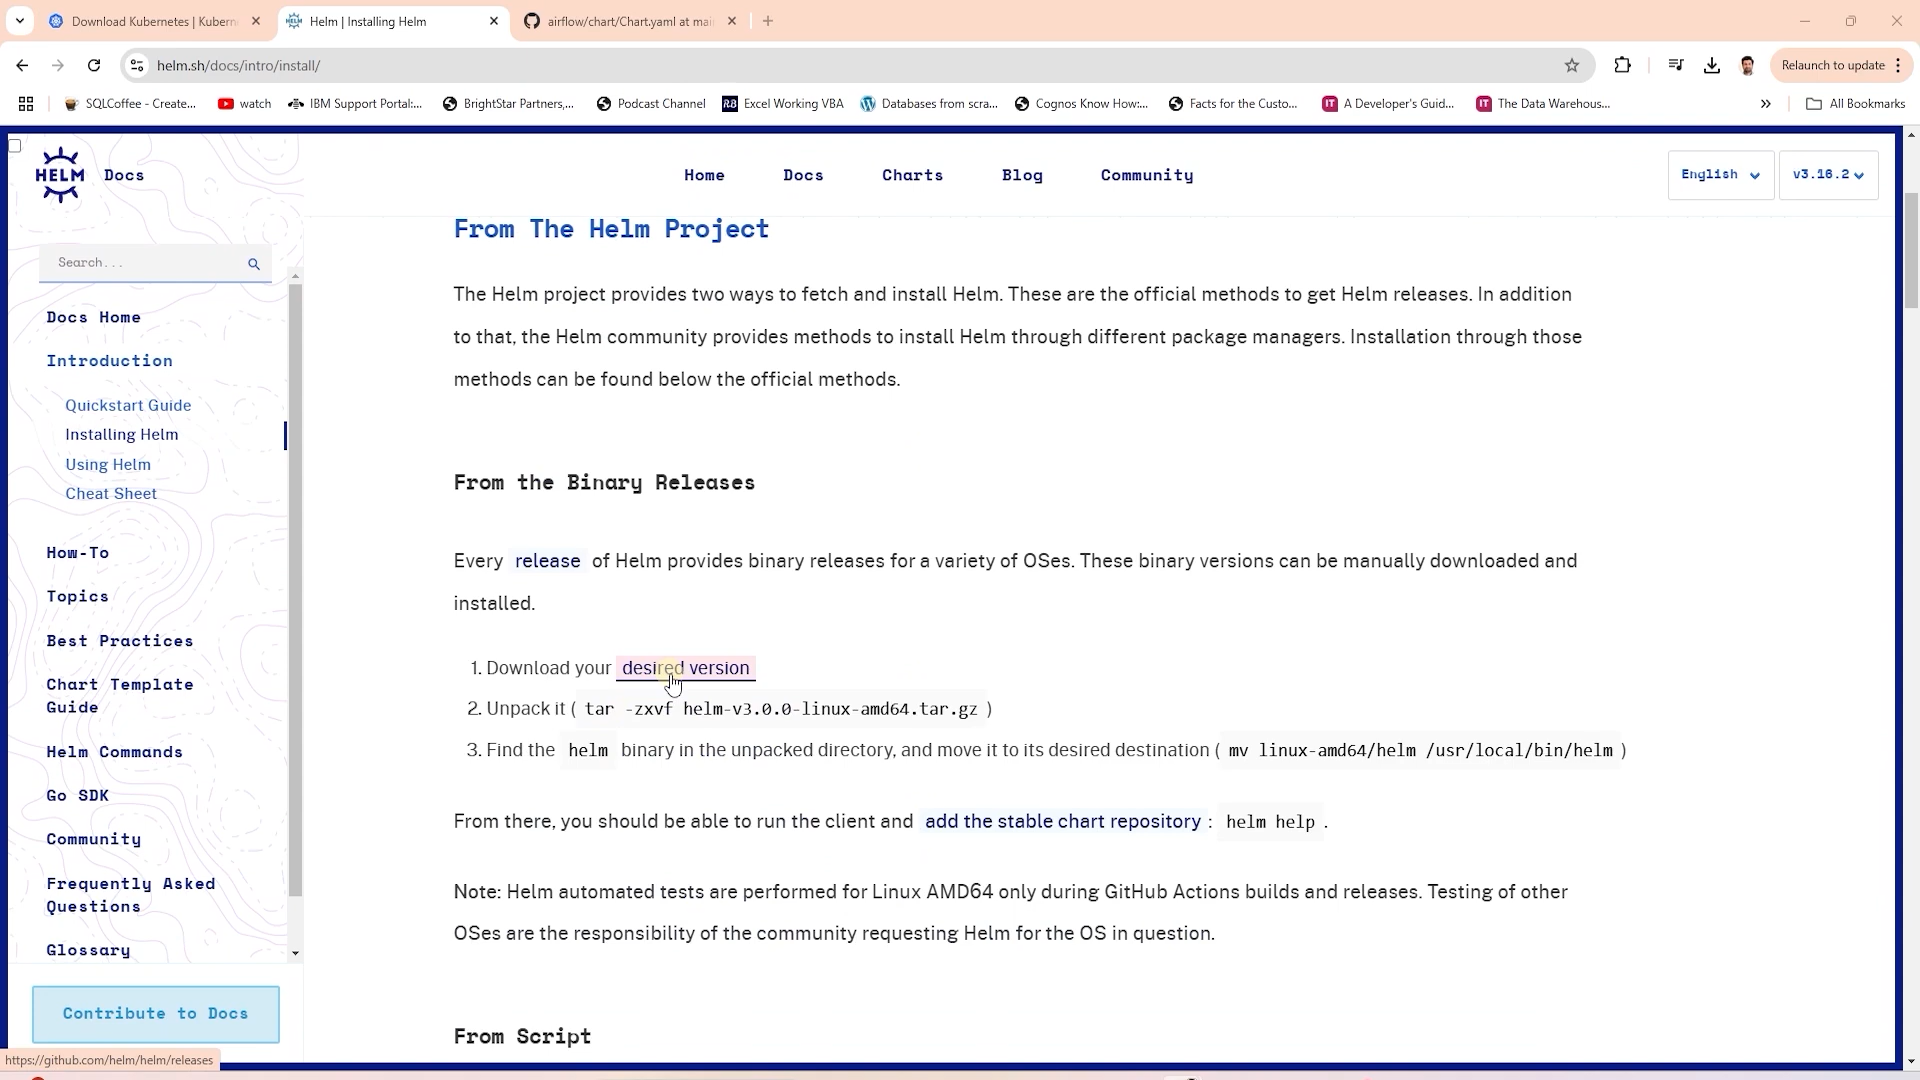 Download Kubernetes | Kubern
Helm | Installing Helm
airflow/chart/Chart.yaml at mai
helm.sh/docs/intro/install/
Relaunch to update
SQLCoffee - Create...
watch
IBM Support Portal:...
BrightStar Partners,...
Podcast Channel
R8
Excel Working VBA
Databases from scra...
Cognos Know How:...
Facts for the Custo...
IT
A Developer's Guid...
IT
The Data Warehous...
All Bookmarks
HELM
Docs
Home
Docs
Charts
Blog
Community
English
v3.16.2
Search...
Docs Home
Introduction
Quickstart Guide
Installing Helm
Using Helm
Cheat Sheet
How-To
Topics
Best Practices
Chart Template
Guide
Helm Commands
Go SDK
Community
Frequently Asked
Questions
Glossary
Contribute to Docs
From The Helm Project
The Helm project provides two ways to fetch and install Helm. These are the official methods to get Helm releases. In addition
to that, the Helm community provides methods to install Helm through different package managers. Installation through those
methods can be found below the official methods.
From the Binary Releases
Every release of Helm provides binary releases for a variety of OSes. These binary versions can be manually downloaded and
installed.
1. Download your desired version
2. Unpack it ( tar -zxvf helm-v3.0.0-linux-amd64.tar.gz )
3. Find the helm binary in the unpacked directory, and move it to its desired destination ( mv linux-amd64/helm /usr/local/bin/helm )
From there, you should be able to run the client and add the stable chart repository : helm help .
Note: Helm automated tests are performed for Linux AMD64 only during GitHub Actions builds and releases. Testing of other
OSes are the responsibility of the community requesting Helm for the OS in question.
From Script
https://github.com/helm/helm/releases